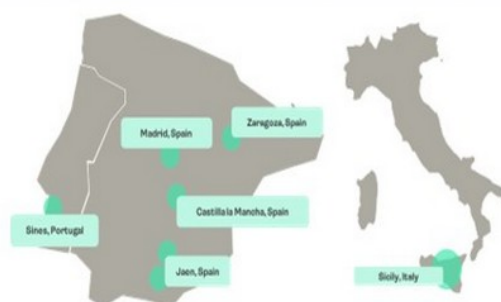 Madrid, Spain
Zaragoza, Spain
Castilla la Mancha, Spain
Sines, Portugal
Jaen, Spain
Sicily, Italy